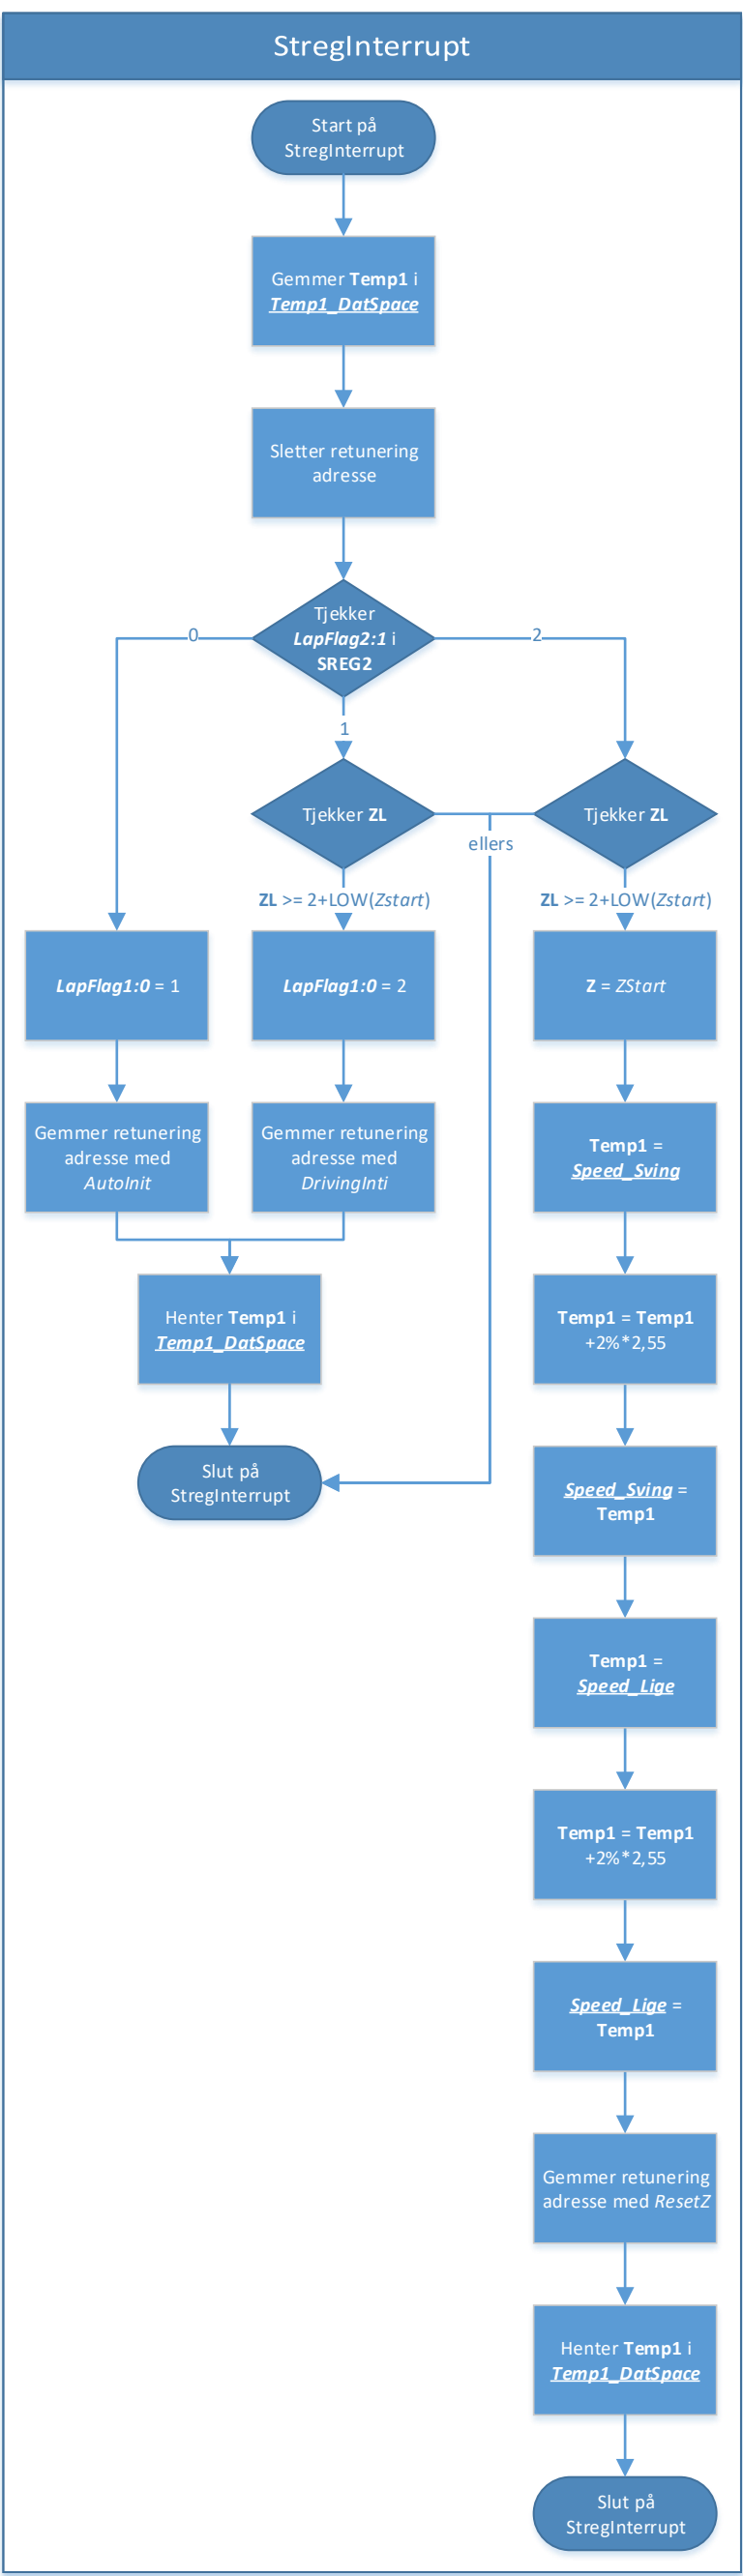 StregInterrupt
Start på
StregInterrupt
Gemmer Temp1 i
Temp1_DatSpace
Sletter retunering
adresse
Tjekker
LapFlag2:1 i
SREG2
0
2
1
Tjekker ZL
Tjekker ZL
ellers
ZL >= 2+LOW(Zstart)
ZL >= 2+LOW(Zstart)
LapFlag1:0 = 1
LapFlag1:0 = 2
Z = ZStart
Gemmer retunering
adresse med
AutoInit
Gemmer retunering
adresse med
DrivingInti
Temp1 =
Speed_Sving
Henter Temp1 i
Temp1_DatSpace
Temp1 = Temp1
+2%*2,55
Slut på
StregInterrupt
Speed_Sving =
Temp1
Temp1 =
Speed_Lige
Temp1 = Temp1
+2%*2,55
Speed_Lige =
Temp1
Gemmer retunering
adresse med ResetZ
Henter Temp1 i
Temp1_DatSpace
Slut på
StregInterrupt